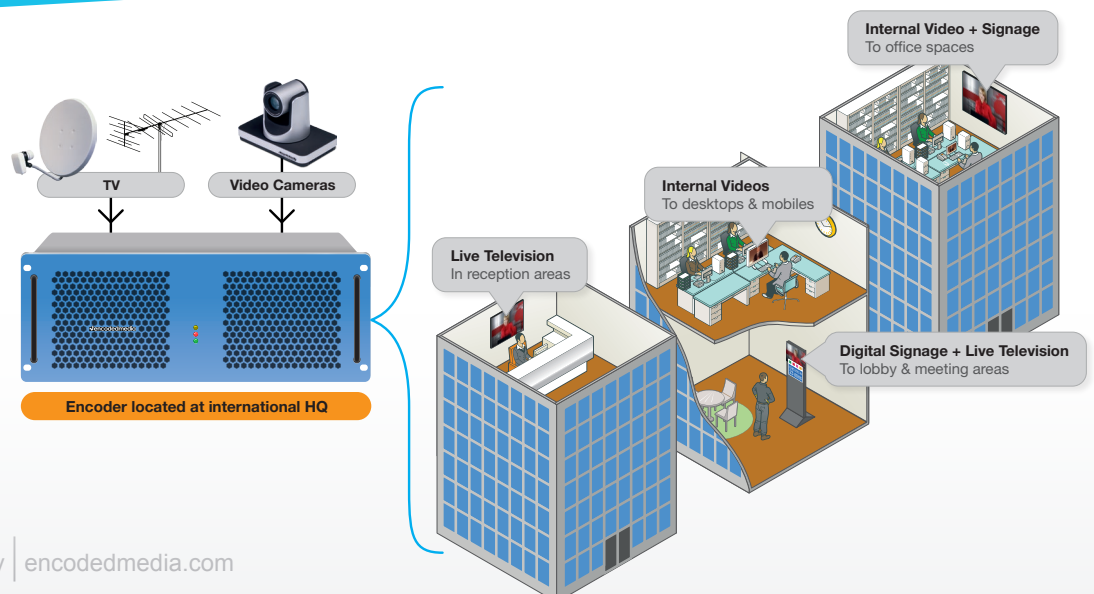 Internal Video + Signage
To office spaces
TV
Video Cameras
Internal Videos
To desktops & mobiles
Live Television
In reception areas
encodedmedia
Digital Signage + Live Television
To lobby & meeting areas
Encoder located at international HQ
encodedmedia.com